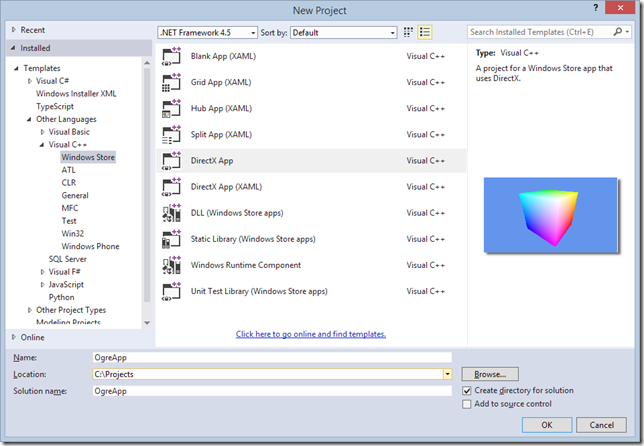 New Project
? ×
Recent
Installed
Templates
Visual C#
Windows Installer XML
TypeScript
Other Languages
Visual Basic
Visual C++
Windows Store
ATL
CLR
General
MFC
Test
Win32
Windows Phone
SQL Server
Visual F#
JavaScript
Python
Other Project Types
Modeling Projects
Online
.NET Framework 4.5 Sort by: Default
Blank App (XAML) Visual C++
Grid App (XAML) Visual C++
Hub App (XAML) Visual C++
Split App (XAML) Visual C++
DirectX App Visual C++
DirectX App (XAML) Visual C++
DLL (Windows Store apps) Visual C++
Static Library (Windows Store apps) Visual C++
Windows Runtime Component Visual C++
Unit Test Library (Windows Store apps) Visual C++
Click here to go online and find templates.
Search Installed Templates (Ctrl+E)
Type: Visual C++
A project for a Windows Store app that
uses DirectX.
Name: OgreApp
Location: C:\Projects Browse...
Solution name: OgreApp
Create directory for solution
Add to source control
OK Cancel